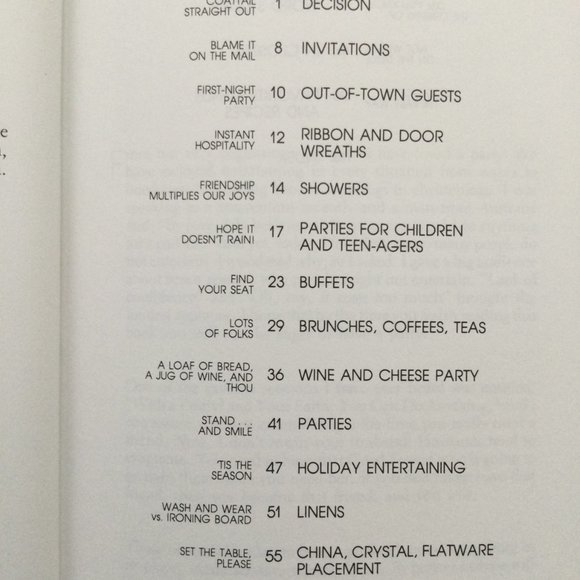 COATTAIL
STRAIGHT OUT 1 DECISION
BLAME IT
ON THE MAIL 8 INVITATIONS
FIRST-NIGHT
PARTY 10 OUT-OF-TOWN GUESTS
INSTANT
HOSPITALITY 12 RIBBON AND DOOR
WREATHS
FRIENDSHIP
MULTIPLIES OUR JOYS 14 SHOWERS
HOPE IT
DOESN'T RAIN! 17 PARTIES FOR CHILDREN
AND TEEN-AGERS
FIND
YOUR SEAT 23 BUFFETS
LOTS
OF FOLKS 29 BRUNCHES, COFFEES, TEAS
A LOAF OF BREAD,
A JUG OF WINE, AND
THOU 36 WINE AND CHEESE PARTY
STAND . . .
AND SMILE 41 PARTIES
'TIS THE
SEASON 47 HOLIDAY ENTERTAINING
WASH AND WEAR
vs. IRONING BOARD 51 LINENS
SET THE TABLE,
PLEASE 55 CHINA, CRYSTAL, FLATWARE
PLACEMENT